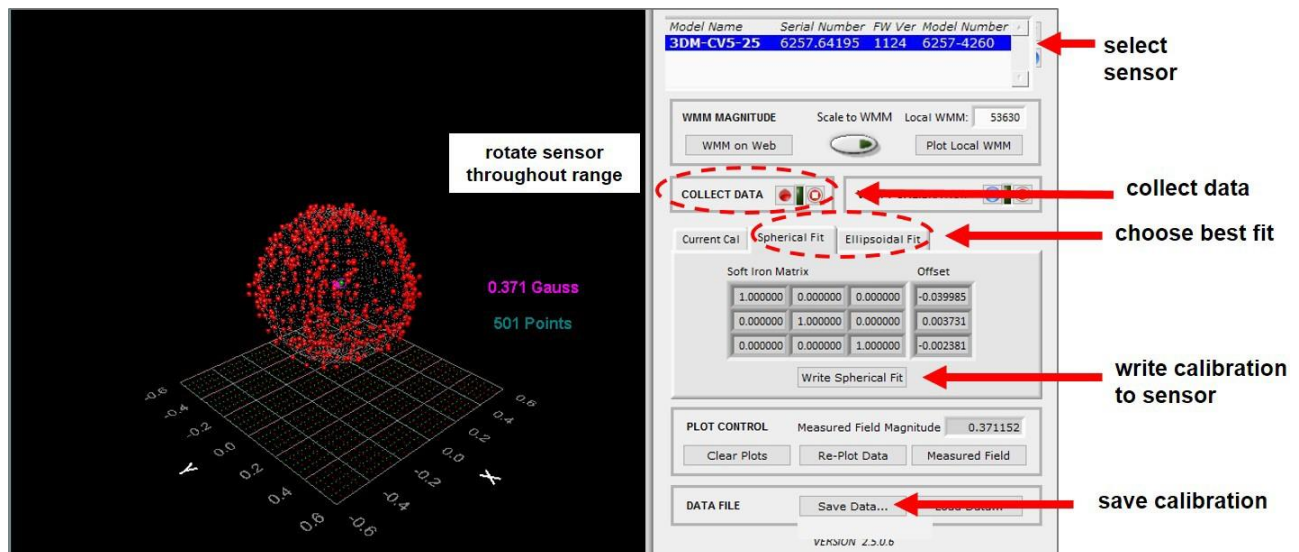 Model Name Serial Number FW Ver Model Number
3DM-CV5-25 6257.64195 1124 6257-4260
select
sensor
WMM MAGNITUDE Scale to WMM Local WMM: 53630
WMM on Web Plot Local WMM
rotate sensor
throughout range
COLLECT DATA
collect data
Current Cal Spherical Fit Ellipsoidal Fit
choose best fit
Soft Iron Matrix Offset
1.000000 0.000000 0.000000 -0.039985
0.000000 1.000000 0.000000 0.003731
0.000000 0.000000 1.000000 -0.002381
Write Spherical Fit
write calibration
to sensor
0.371 Gauss
501 Points
PLOT CONTROL Measured Field Magnitude 0.371152
Clear Plots Re-Plot Data Measured Field
DATA FILE Save Data...
save calibration
VERSION 2.5.0.6
-0.6
-0.4
-0.2
0.0
0.2
0.4
0.6
Y
0.6
0.4
0.2
0.0
-0.2
-0.4
-0.6
X